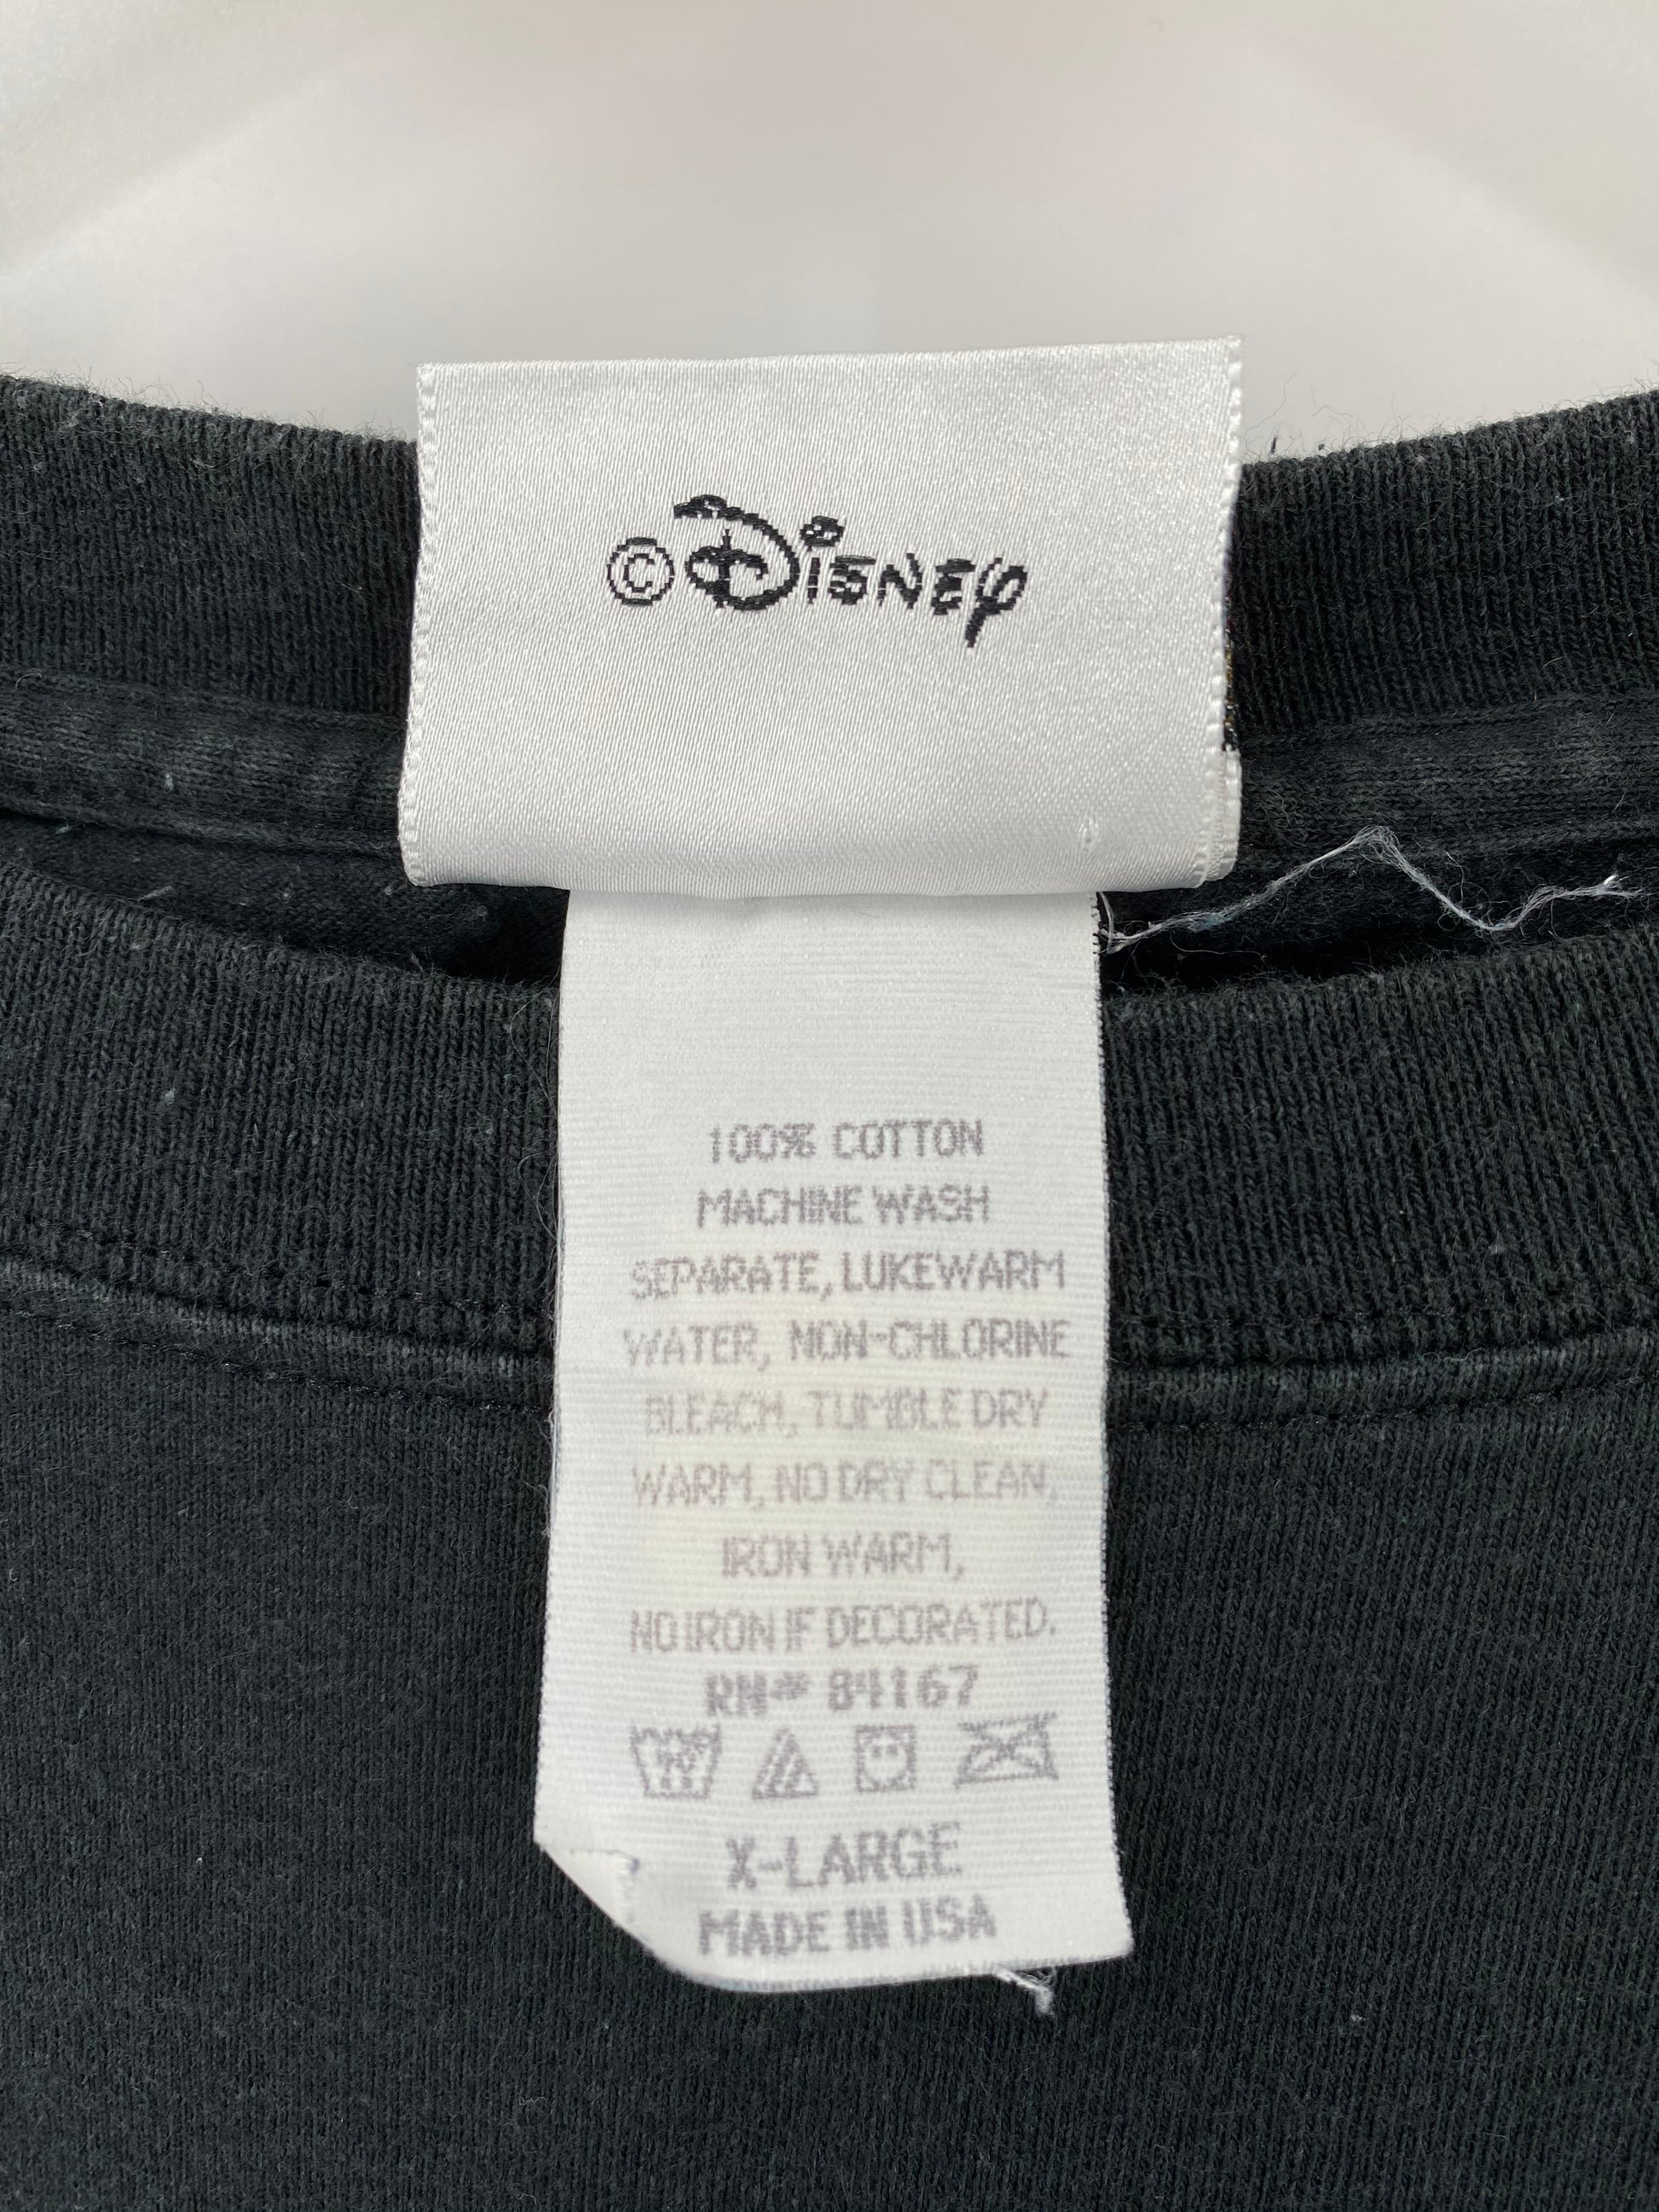 ©Disney
100% COTTON
MACHINE WASH
SEPARATE, LUKEWARM
WATER, NON-CHLORINE
BLEACH, TUMBLE DRY
WARM, NO DRY CLEAN,
IRON WARM,
NO IRON IF DECORATED.
RN# 84167
X-LARGE
MADE IN USA